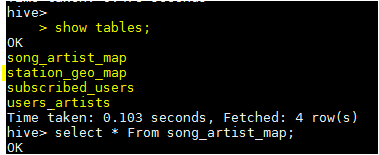 hive>
    > show tables;
OK
song_artist_map
station_geo_map
subscribed_users
users_artists
Time taken: 0.103 seconds, Fetched: 4 row(s)
hive> select * From song_artist_map;
OK